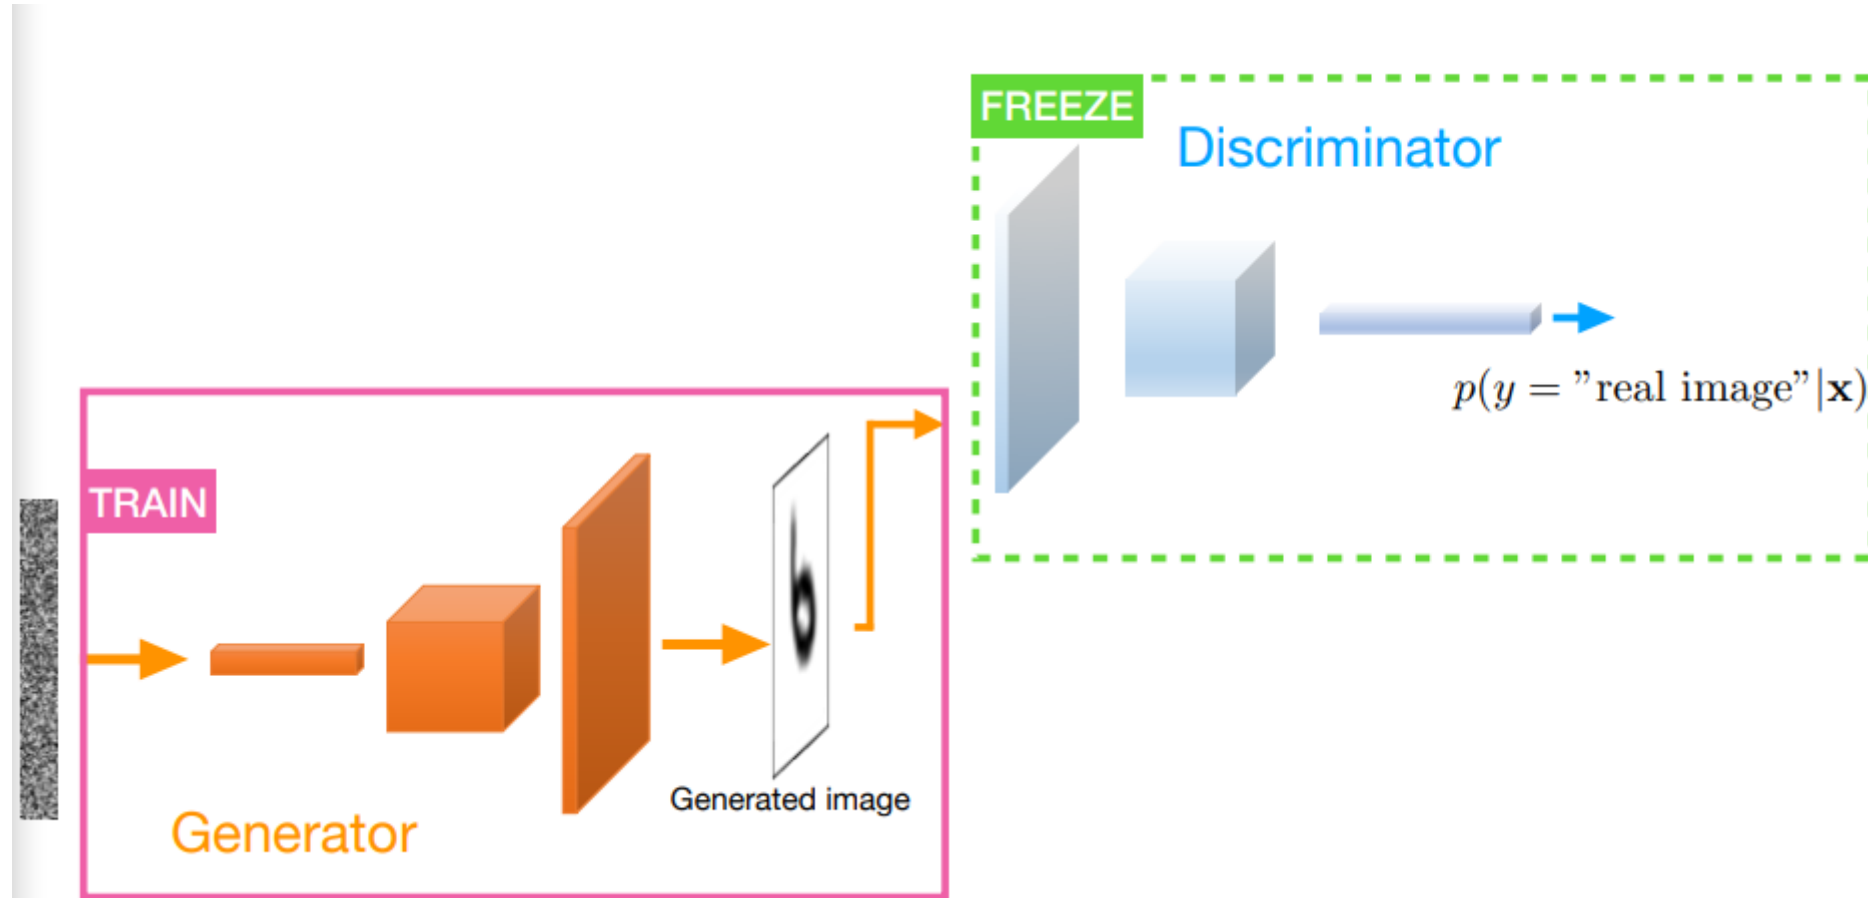 FREEZE
Discriminator
p(y = ”real image”|x)
TRAIN
Generated image
Generator